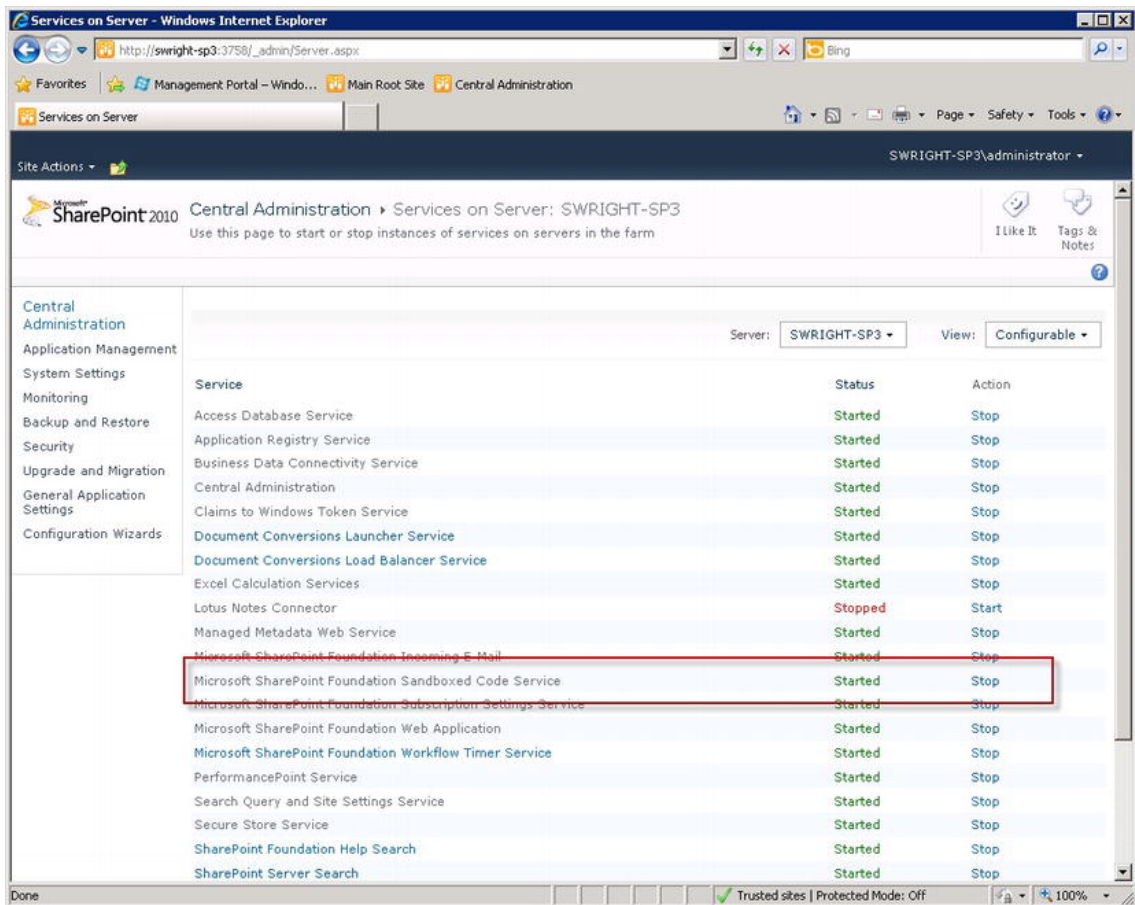 Services on Server - Windows Internet Explorer
http://swright-sp3:3758/_admin/Server.aspx
Bing
Favorites Management Portal – Windo... Main Root Site Central Administration
Services on Server Page Safety Tools
SWRIGHT-SP3\administrator
Site Actions
Microsoft SharePoint 2010 Central Administration Services on Server: SWRIGHT-SP3
Use this page to start or stop instances of services on servers in the farm
I Like It Tags & Notes
Central Administration
Application Management
System Settings
Monitoring
Backup and Restore
Security
Upgrade and Migration
General Application Settings
Configuration Wizards
Server: SWRIGHT-SP3 View: Configurable
Service Status Action
Access Database Service Started Stop
Application Registry Service Started Stop
Business Data Connectivity Service Started Stop
Central Administration Started Stop
Claims to Windows Token Service Started Stop
Document Conversions Launcher Service Started Stop
Document Conversions Load Balancer Service Started Stop
Excel Calculation Services Started Stop
Lotus Notes Connector Stopped Start
Managed Metadata Web Service Started Stop
Microsoft SharePoint Foundation Incoming E-Mail Started Stop
Microsoft SharePoint Foundation Sandboxed Code Service Started Stop
Microsoft SharePoint Foundation Subscription Settings Service Started Stop
Microsoft SharePoint Foundation Web Application Started Stop
Microsoft SharePoint Foundation Workflow Timer Service Started Stop
PerformancePoint Service Started Stop
Search Query and Site Settings Service Started Stop
Secure Store Service Started Stop
SharePoint Foundation Help Search Started Stop
SharePoint Server Search Started Stop
Done Trusted sites | Protected Mode: Off 100%